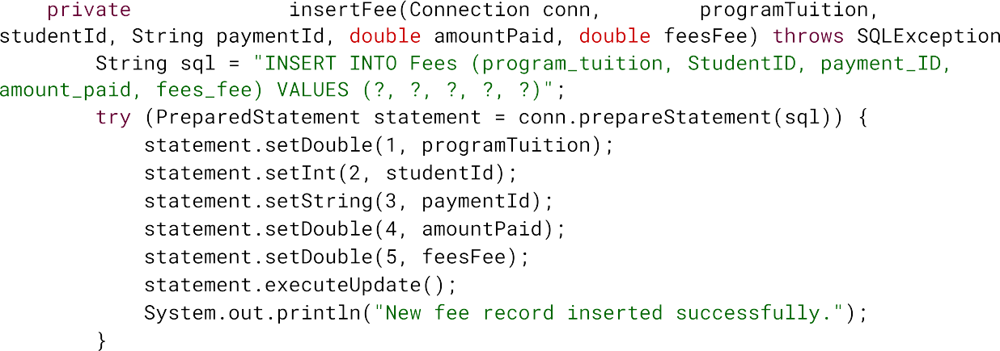 private insertFee(Connection conn, programTuition,
studentId, String paymentId, double amountPaid, double feesFee) throws SQLException
String sql = "INSERT INTO Fees (program_tuition, StudentID, payment_ID,
amount_paid, fees_fee) VALUES (?, ?, ?, ?, ?)";
try (PreparedStatement statement = conn.prepareStatement(sql)) {
statement.setDouble(1, programTuition);
statement.setInt(2, studentId);
statement.setString(3, paymentId);
statement.setDouble(4, amountPaid);
statement.setDouble(5, feesFee);
statement.executeUpdate();
System.out.println("New fee record inserted successfully.");
}